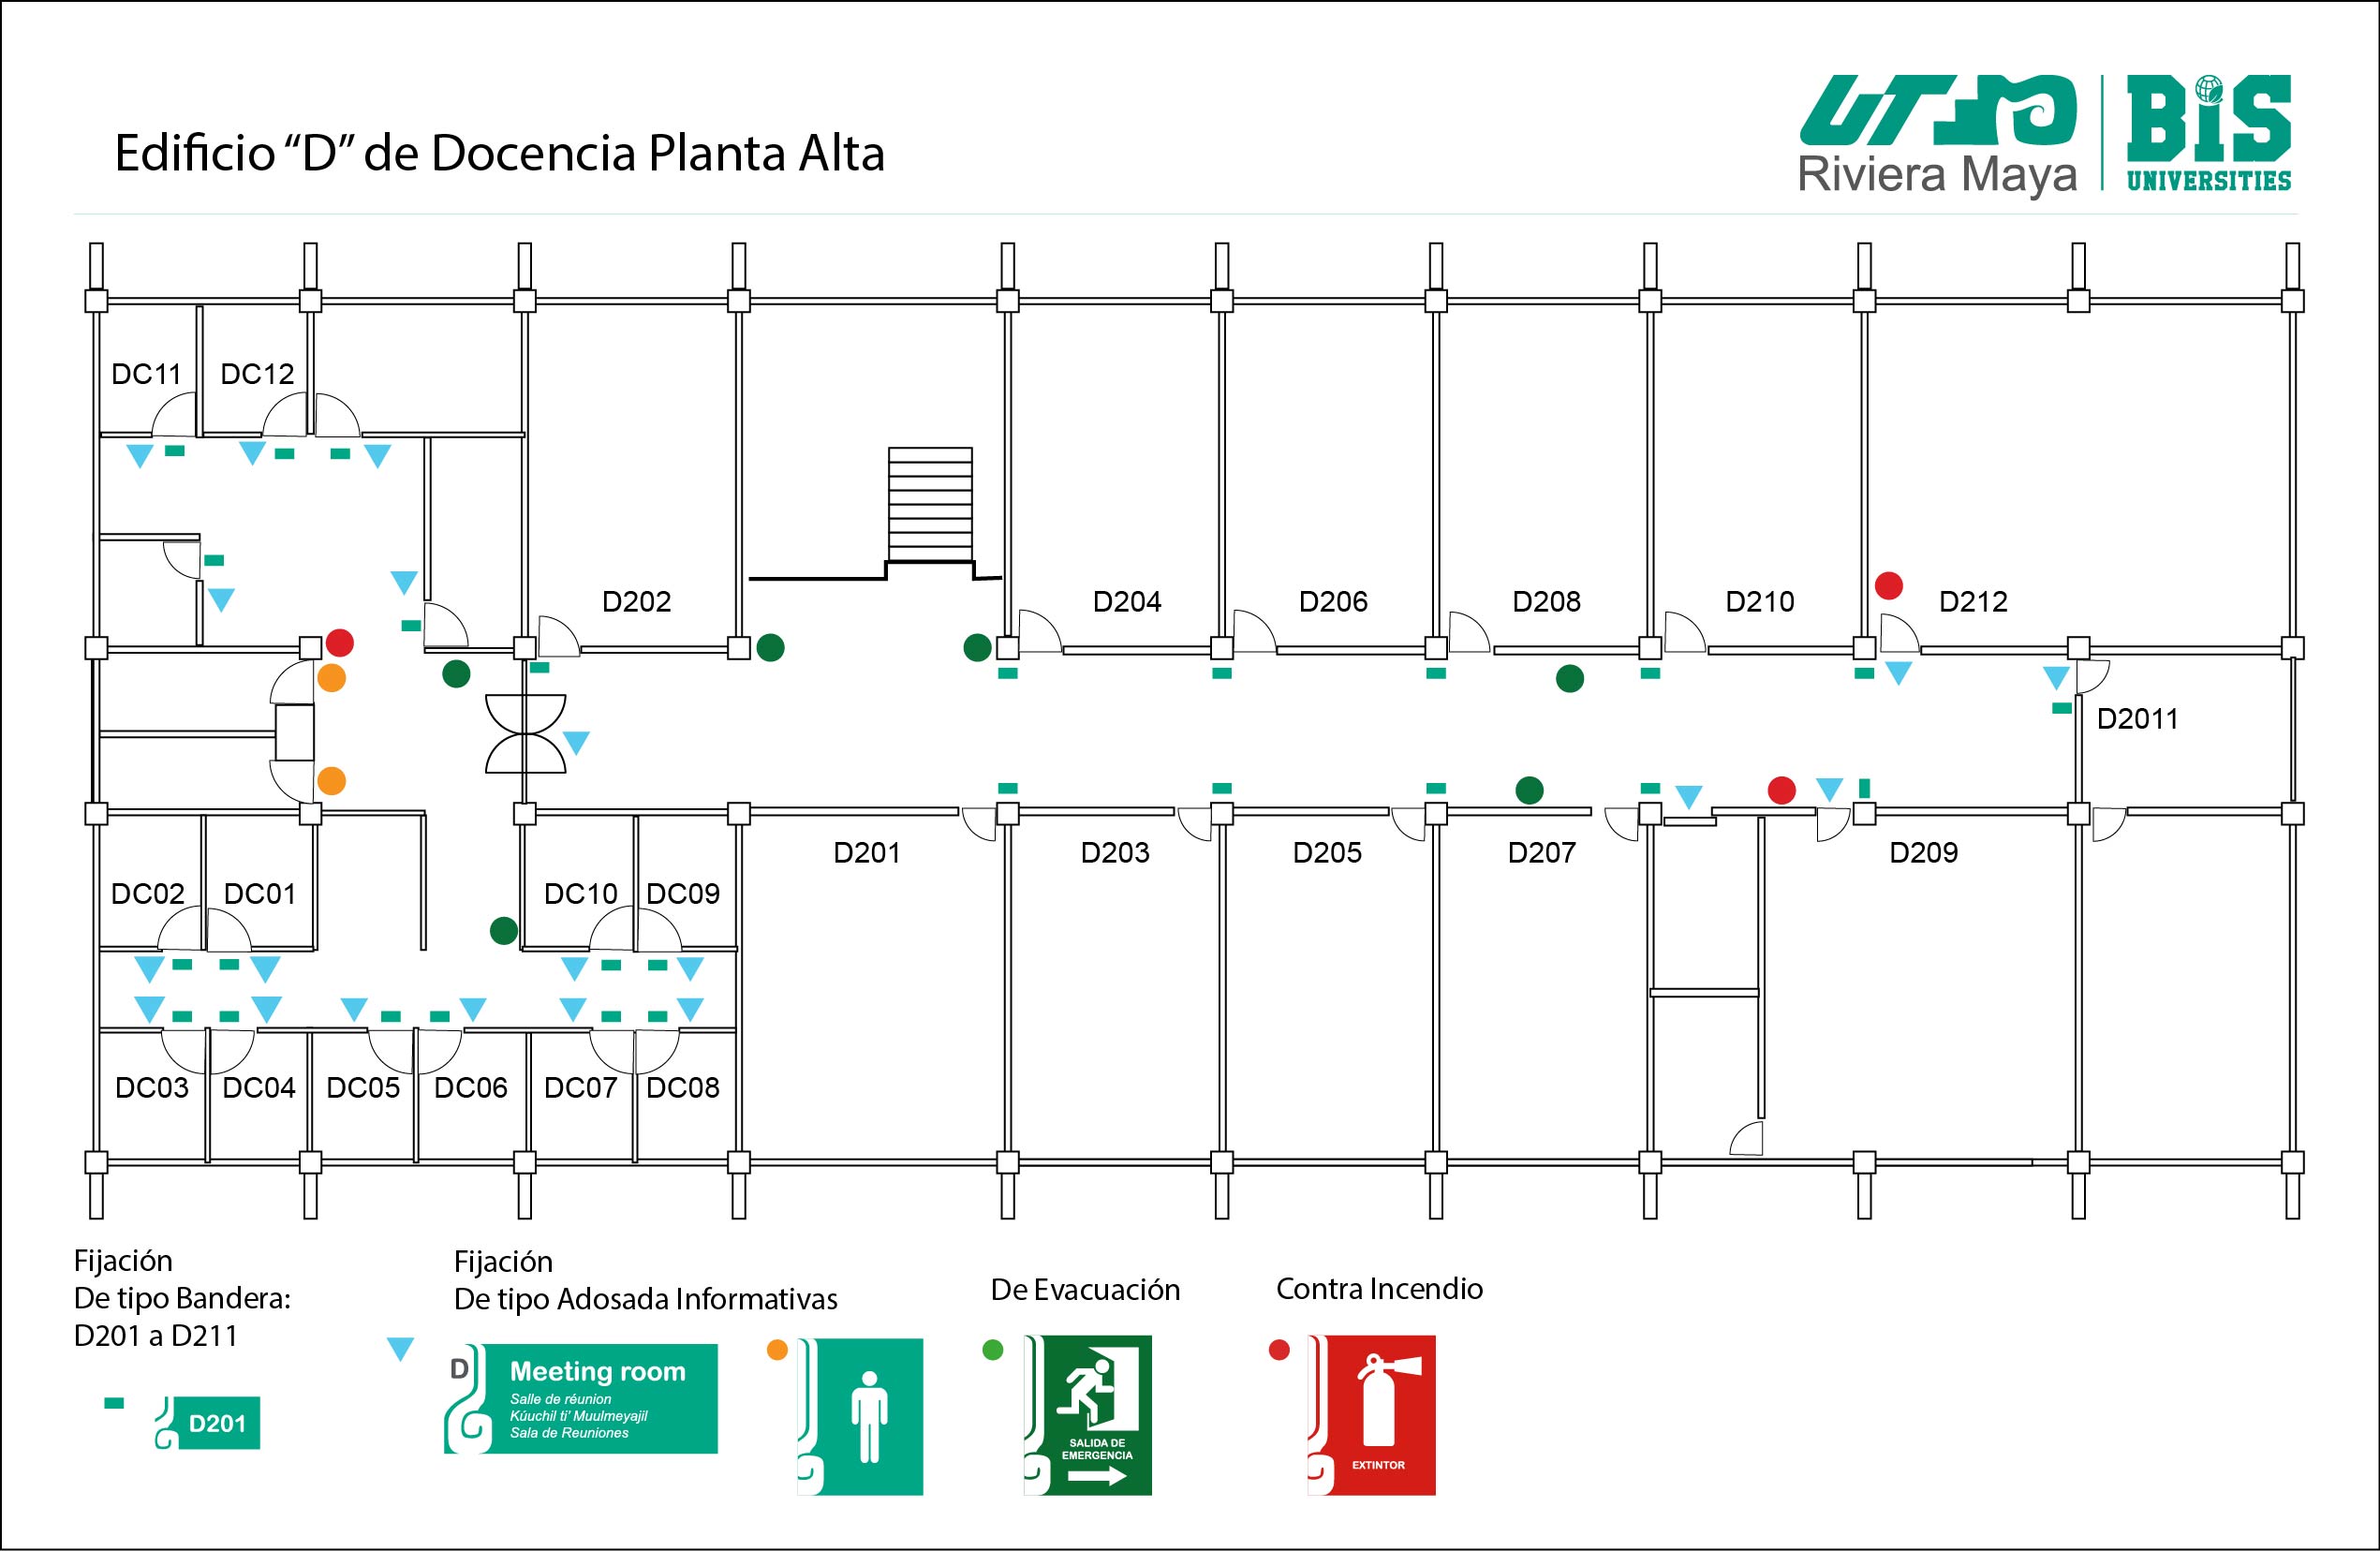 Edificio “D” de Docencia Planta Alta
UT
Riviera Maya
BiS
UNIVERSITIES
DC11
DC12
D202
D204
D206
D208
D210
D212
D2011
D201
D203
D205
D207
D209
DC02
DC01
DC10
DC09
DC03
DC04
DC05
DC06
DC07
DC08
Fijación
De tipo Bandera:
D201 a D211
D201
Fijación
De tipo Adosada Informativas
D
Meeting room
Salle de réunion
Kúuchil ti' Muulmeyajil
Sala de Reuniones
De Evacuación
SALIDA DE
EMERGENCIA
Contra Incendio
EXTINTOR